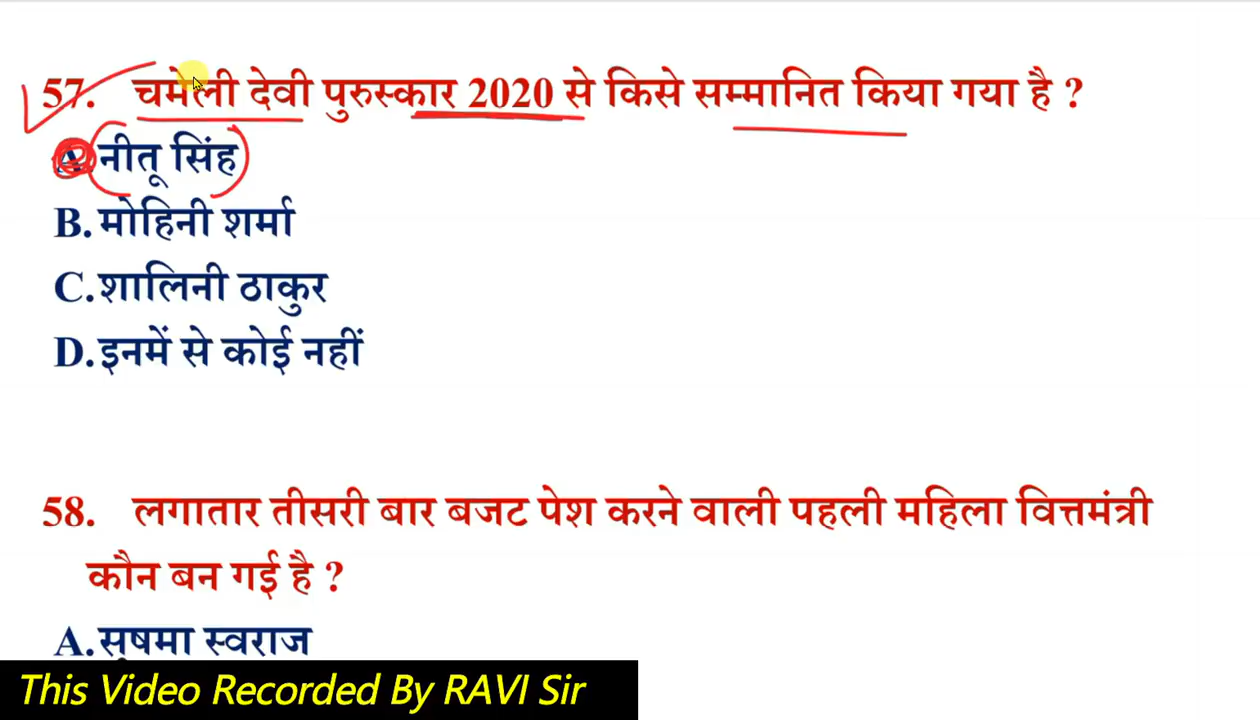 57. चमेली देवी पुरुस्कार 2020 से किसे सम्मानित किया गया है ?
A. नीतू सिंह
B. मोहिनी शर्मा
C. शालिनी ठाकुर
D. इनमें से कोई नहीं
58. लगातार तीसरी बार बजट पेश करने वाली पहली महिला वित्तमंत्री
कौन बन गई है ?
A. सुषमा स्वराज
This Video Recorded By RAVI Sir